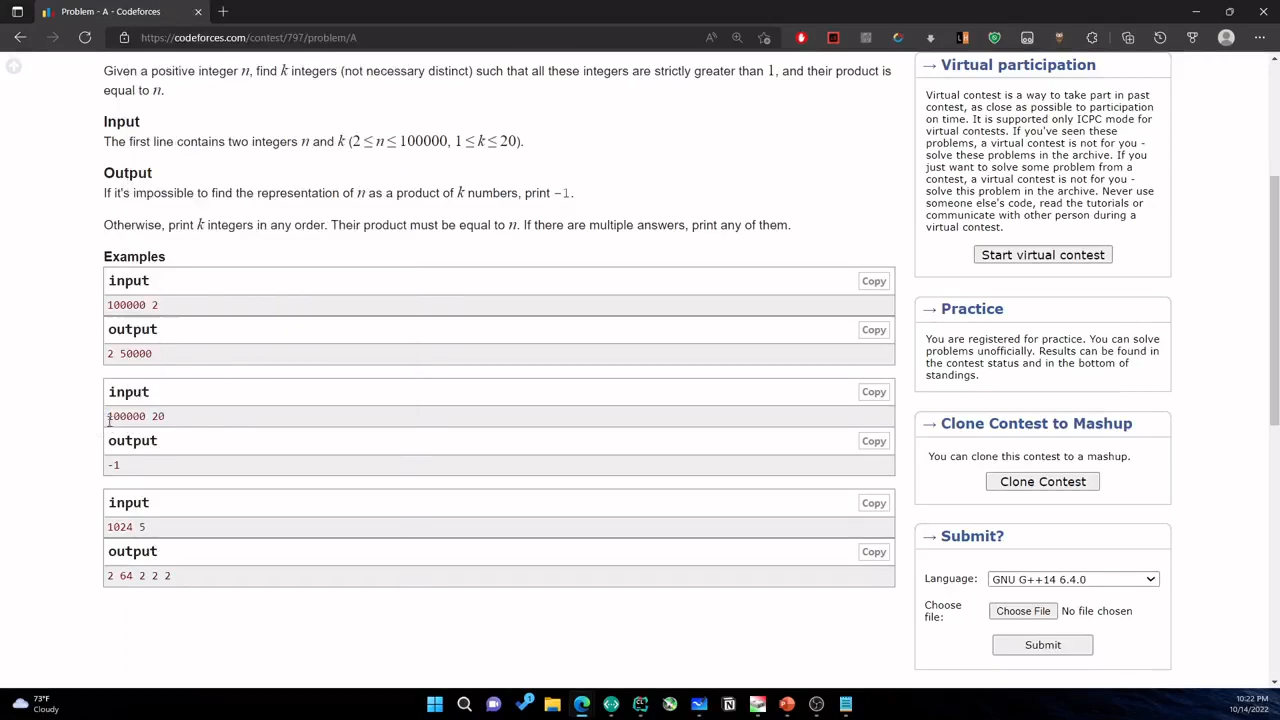 Problem - A - Codeforces
https://codeforces.com/contest/797/problem/A
Given a positive integer n, find k integers (not necessary distinct) such that all these integers are strictly greater than 1, and their product is
equal to n.
Input
The first line contains two integers n and k (2 ≤ n ≤ 100000, 1 ≤ k ≤ 20).
Output
If it's impossible to find the representation of n as a product of k numbers, print -1.
Otherwise, print k integers in any order. Their product must be equal to n. If there are multiple answers, print any of them.
Examples
input
Copy
100000 2
output
Copy
2 50000
input
Copy
100000 20
output
Copy
-1
input
Copy
1024 5
output
Copy
2 64 2 2 2
→ Virtual participation
Virtual contest is a way to take part in past
contest, as close as possible to participation
on time. It is supported only ICPC mode for
virtual contests. If you've seen these
problems, a virtual contest is not for you -
solve these problems in the archive. If you
just want to solve some problem from a
contest, a virtual contest is not for you -
solve this problem in the archive. Never use
someone else's code, read the tutorials or
communicate with other person during a
virtual contest.
Start virtual contest
→ Practice
You are registered for practice. You can solve
problems unofficially. Results can be found in
the contest status and in the bottom of
standings.
→ Clone Contest to Mashup
You can clone this contest to a mashup.
Clone Contest
→ Submit?
Language:
GNU G++14 6.4.0
Choose
file:
Choose File
No file chosen
Submit
73°F
Cloudy
10:22 PM
10/14/2022